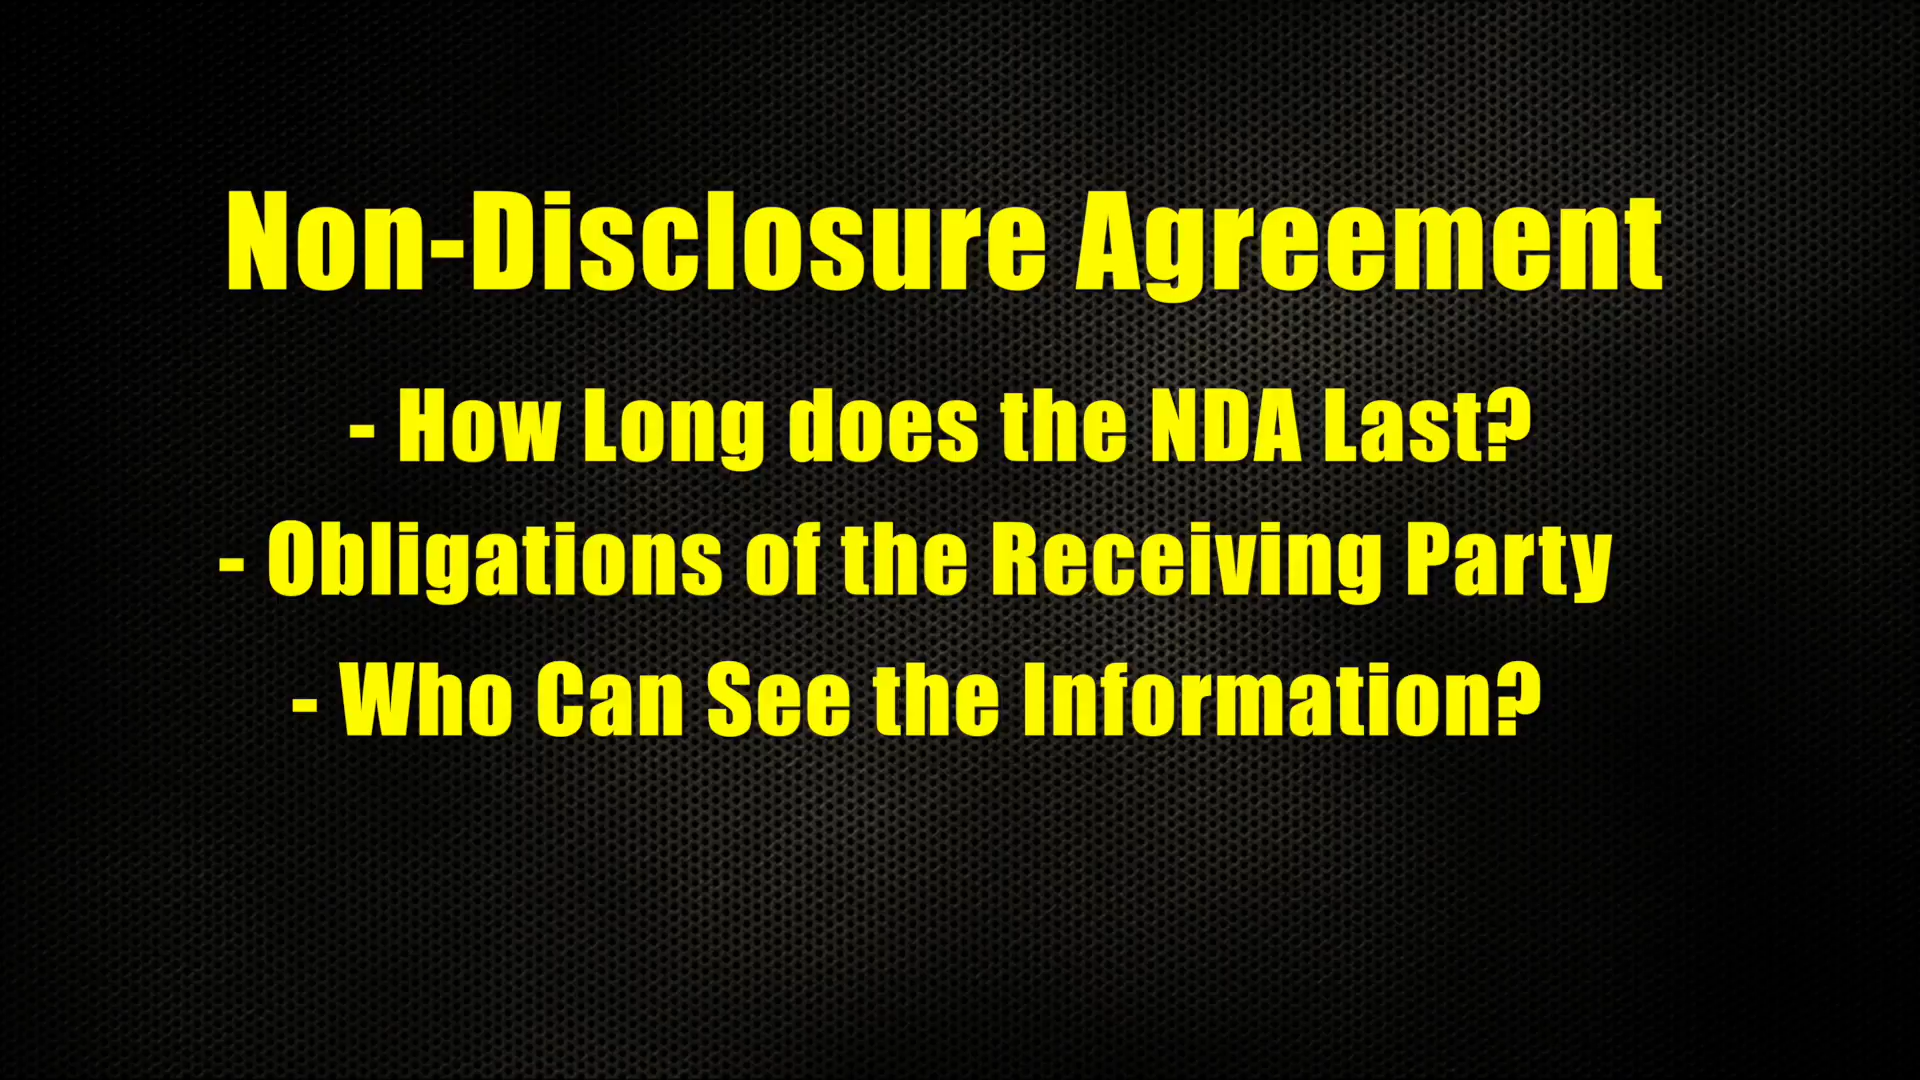 Non-Disclosure Agreement
- How Long does the NDA Last?
- Obligations of the Receiving Party
- Who Can See the Information?